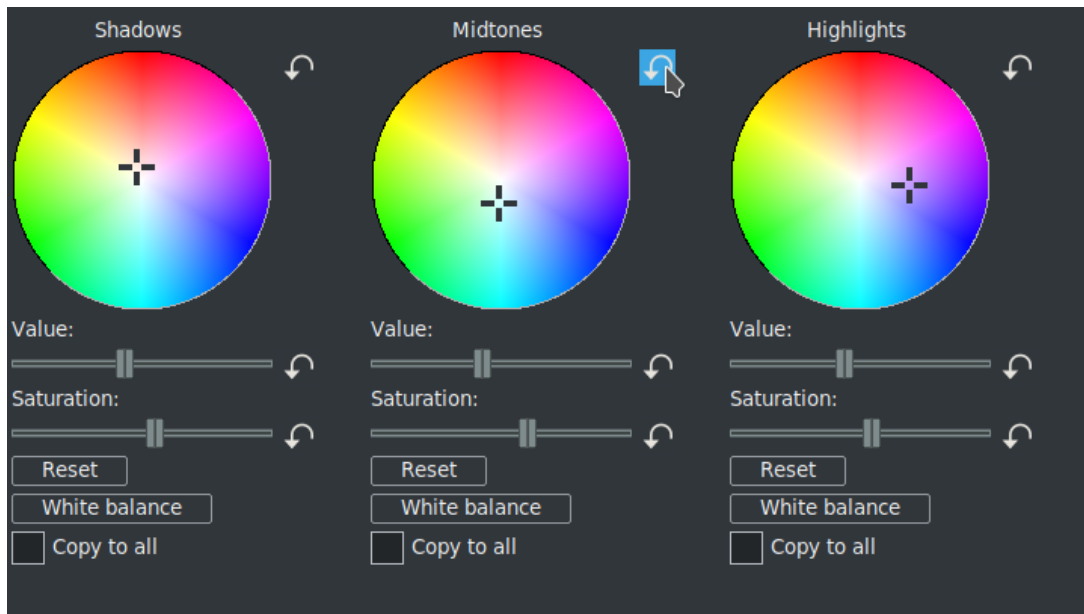 Shadows Midtones Highlights
Value: Value: Value:
Saturation: Saturation: Saturation:
Reset Reset Reset
White balance White balance White balance
Copy to all Copy to all Copy to all